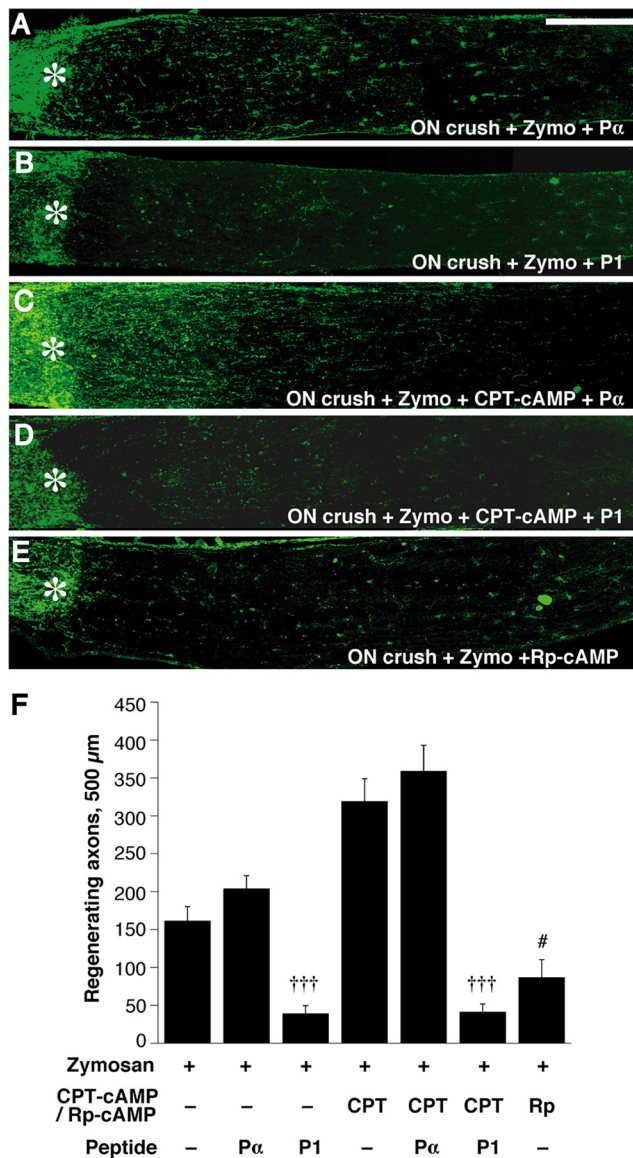 A
*
ON crush + Zymo + Pα
B
*
ON crush + Zymo + P1
C
*
ON crush + Zymo + CPT-cAMP + Pα
D
*
ON crush + Zymo + CPT-cAMP + P1
E
*
ON crush + Zymo +Rp-cAMP
F
Regenerating axons, 500 µm
450
400
350
300
250
200
150
100
50
0
††† ††† #
Zymosan + + + + + + +
CPT-cAMP / Rp-cAMP – – – CPT CPT CPT Rp
Peptide – Pα P1 – Pα P1 –